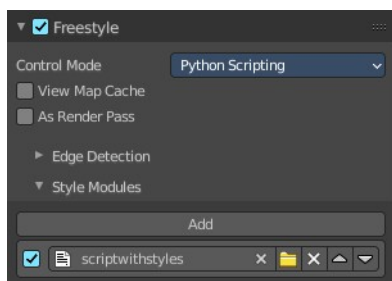 Freestyle
Control Mode Python Scripting
View Map Cache
As Render Pass
Edge Detection
Style Modules
Add
scriptwithstyles